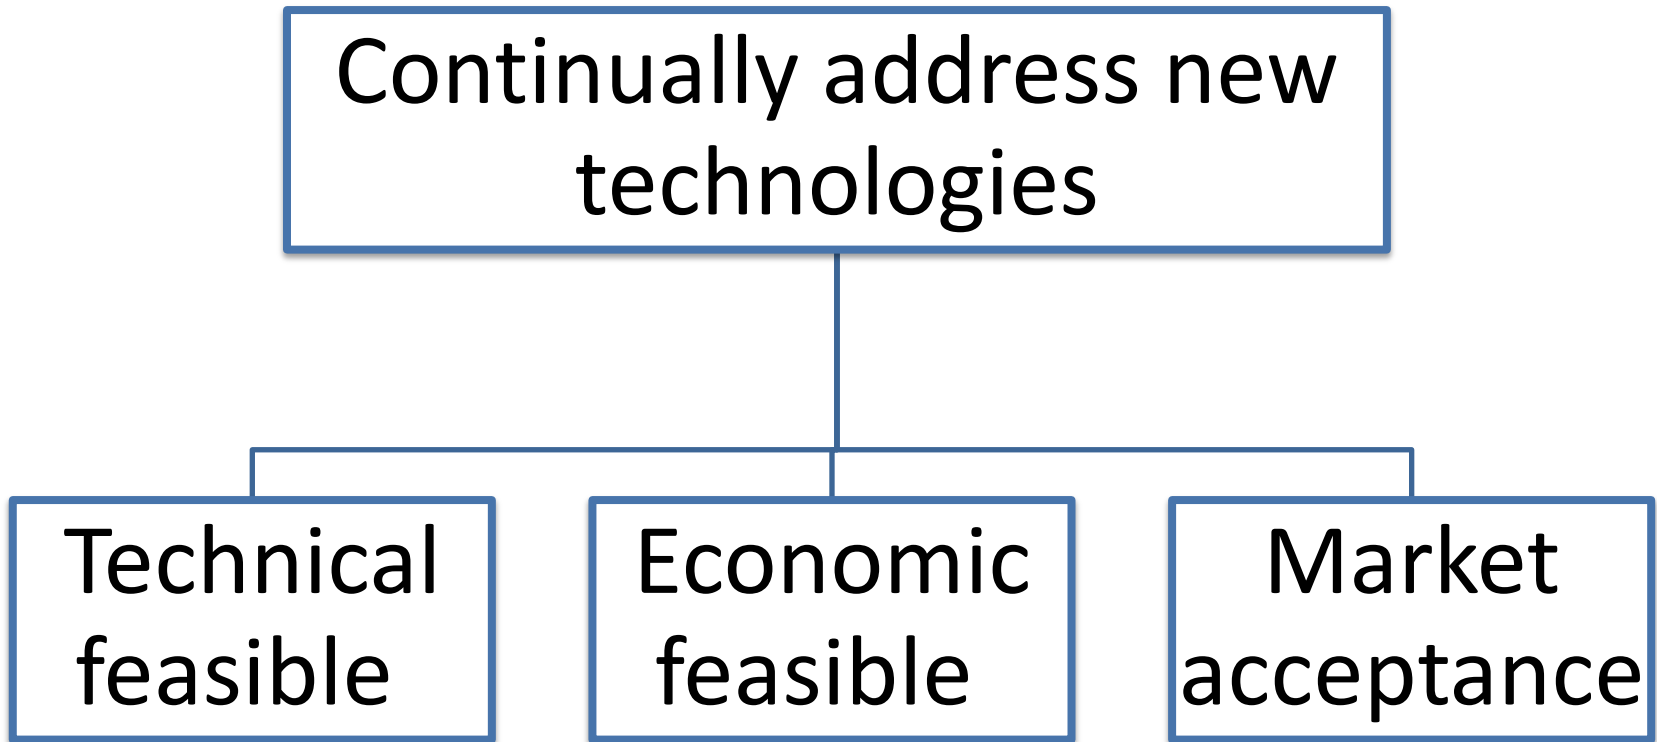 Continually address new
technologies
Technical
feasible
Economic
feasible
Market
acceptance